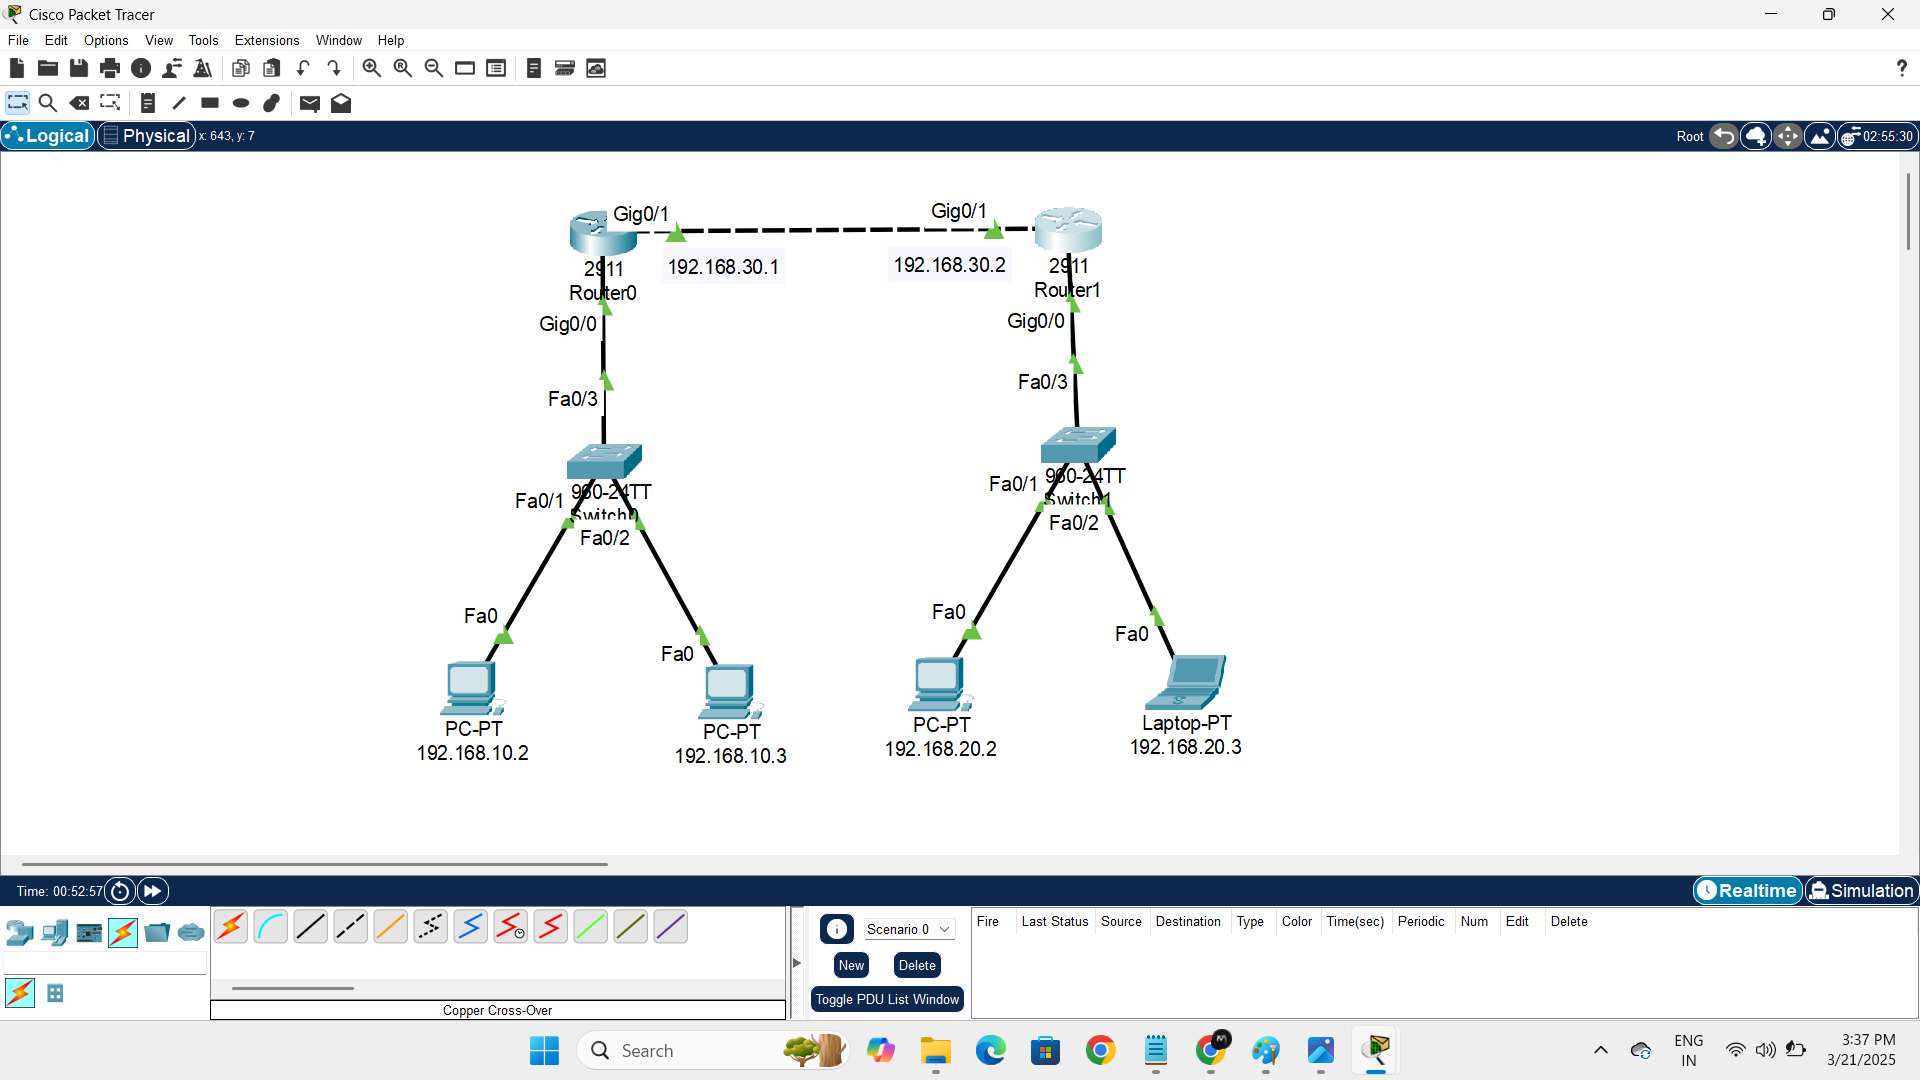 Cisco Packet Tracer
File Edit Options View Tools Extensions Window Help
?
Logical Physical x: 643, y: 7 Root 02:55:30
Gig0/1 Gig0/1
192.168.30.1 192.168.30.2
2911 2911
Router0 Router1
Gig0/0 Gig0/0
Fa0/3 Fa0/3
Fa0/1 960-24TT Fa0/1 960-24TT
Switch0 Switch1
Fa0/2 Fa0/2
Fa0 Fa0 Fa0 Fa0
PC-PT PC-PT PC-PT Laptop-PT
192.168.10.2 192.168.10.3 192.168.20.2 192.168.20.3
Time: 00:52:57 Realtime Simulation
Scenario 0 Fire Last Status Source Destination Type Color Time(sec) Periodic Num Edit Delete
New Delete
Toggle PDU List Window
Copper Cross-Over
Search M ENG 3:37 PM
IN 3/21/2025